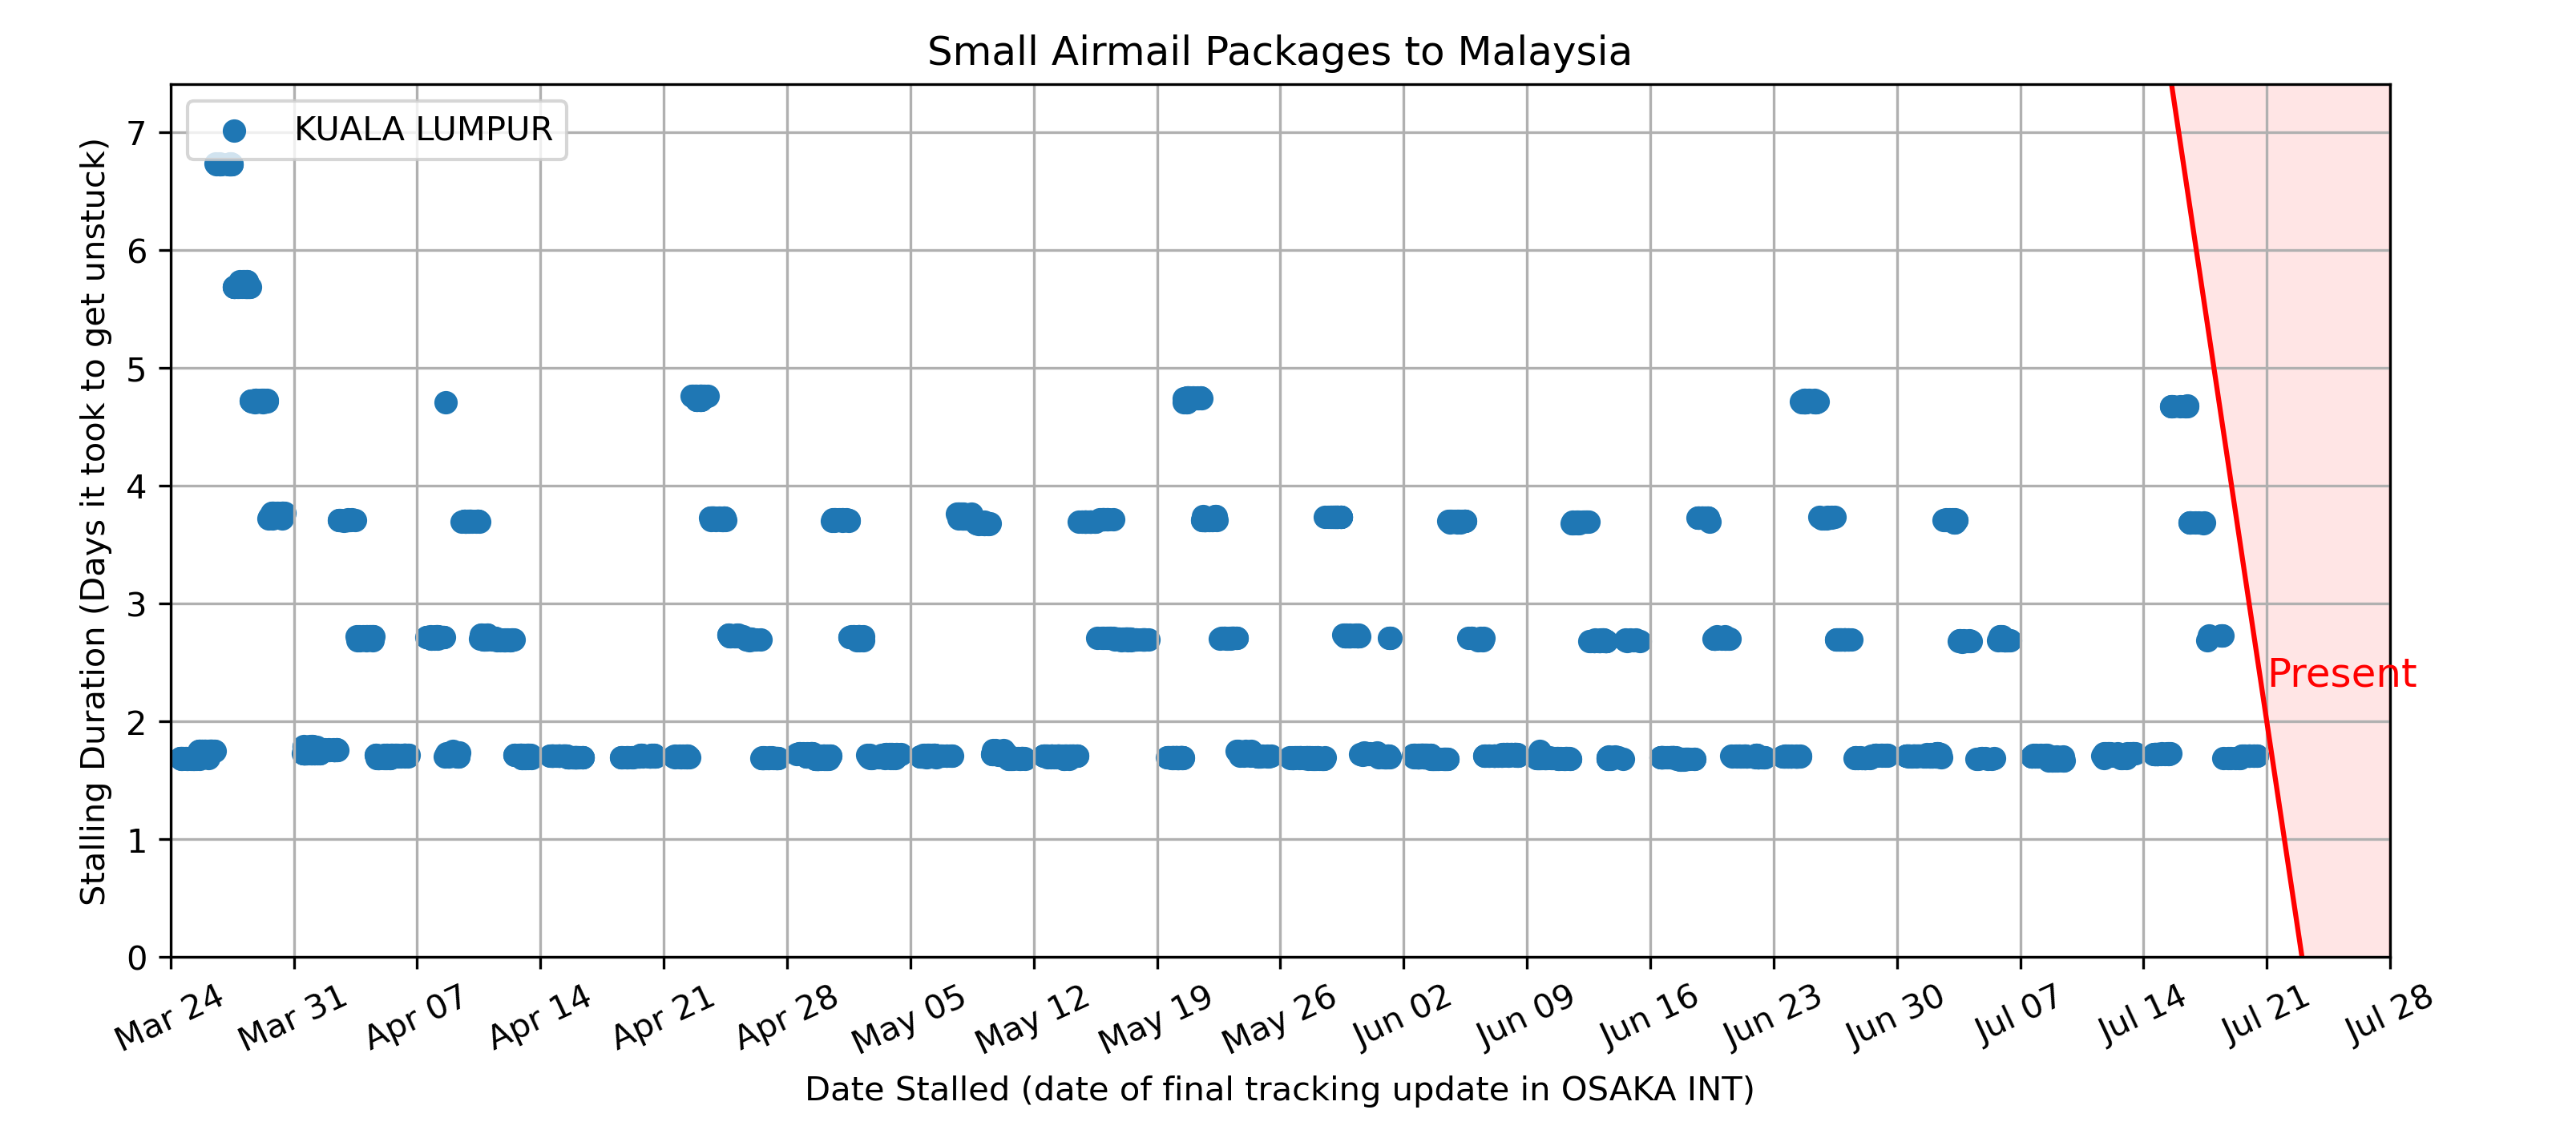 Small Airmail Packages to Malaysia
KUALA LUMPUR
Stalling Duration (Days it took to get unstuck)
7
6
5
4
3
2
1
0
Present
Mar 24
Mar 31
Apr 07
Apr 14
Apr 21
Apr 28
May 05
May 12
May 19
May 26
Jun 02
Jun 09
Jun 16
Jun 23
Jun 30
Jul 07
Jul 14
Jul 21
Jul 28
Date Stalled (date of final tracking update in OSAKA INT)